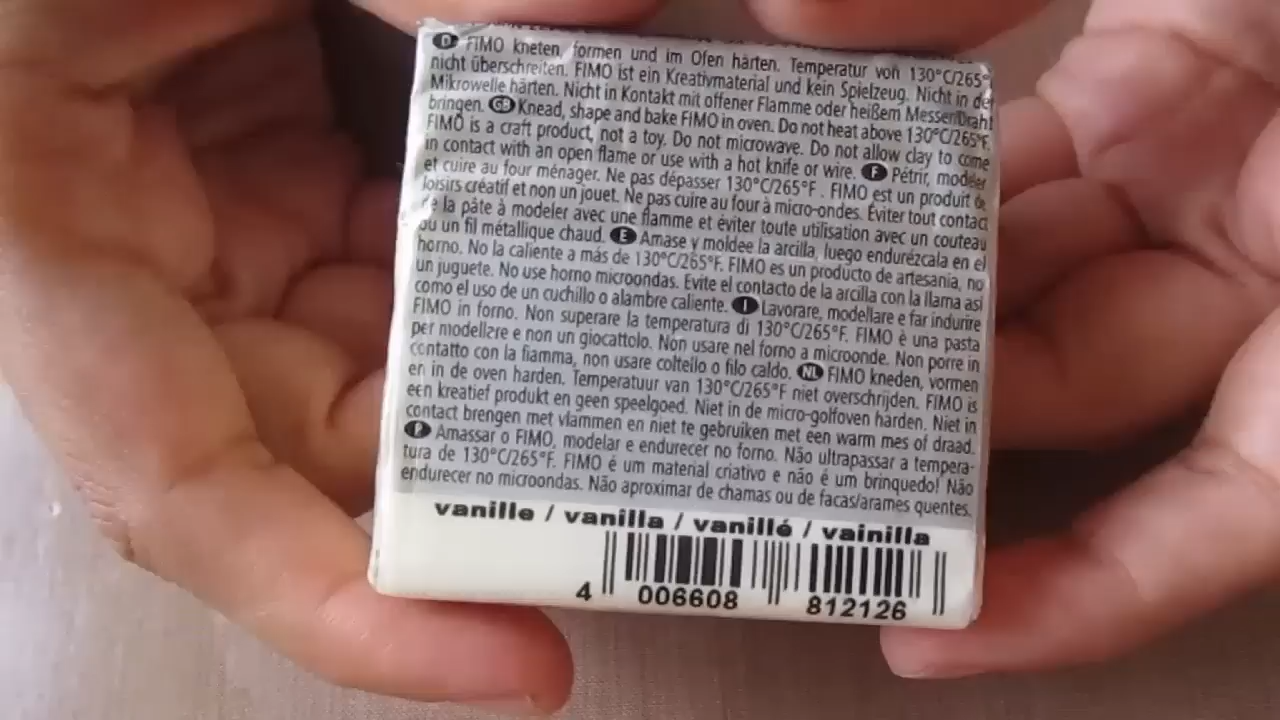 D FIMO kneten, formen und im Ofen härten. Temperatur von 130°C/265°
nicht überschreiten. FIMO ist ein Kreativmaterial und kein Spielzeug. Nicht in der
Mikrowelle härten. Nicht in Kontakt mit offener Flamme oder heißem Messer/Draht
bringen. GB Knead, shape and bake FIMO in oven. Do not heat above 130°C/265°F.
FIMO is a craft product, not a toy. Do not microwave. Do not allow clay to come
in contact with an open flame or use with a hot knife or wire. F Pétrir, modeler
et cuire au four ménager. Ne pas dépasser 130°C/265°F . FIMO est un produit de
loisirs créatif et non un jouet. Ne pas cuire au four à micro-ondes. Éviter tout contact
de la pâte à modeler avec une flamme et éviter toute utilisation avec un couteau
ou un fil métallique chaud. E Amase y moldee la arcilla, luego endurézcala en el
horno. No la caliente a más de 130°C/265°F. FIMO es un producto de artesania, no
un juguete. No use horno microondas. Evite el contacto de la arcilla con la llama asi
como el uso de un cuchillo o alambre caliente. I Lavorare, modellare e far indurire
FIMO in forno. Non superare la temperatura di 130°C/265°F. FIMO è una pasta
per modellare e non un giocattolo. Non usare nel forno a microonde. Non porre in
contatto con la fiamma, non usare coltello o filo caldo. NL FIMO kneden, vormen
en in de oven harden. Temperatuur van 130°C/265°F niet overschrijden. FIMO is
een kreatief produkt en geen speelgoed. Niet in de micro-golfoven harden. Niet in
contact brengen met vlammen en niet te gebruiken met een warm mes of draad.
P Amassar o FIMO, modelar e endurecer no forno. Não ultrapassar a tempera-
tura de 130°C/265°F. FIMO é um material criativo e não é um brinquedo! Não
endurecer no microondas. Não aproximar de chamas ou de facas/arames quentes.
vanille / vanilla / vanillé / vainilla
4 006608 812126